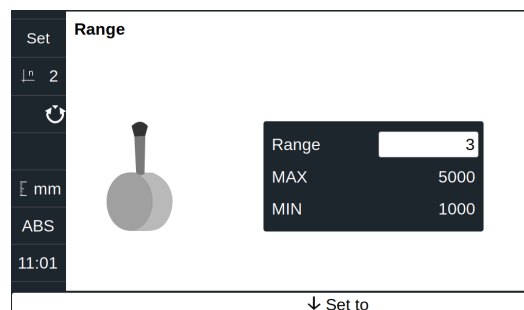 Range
Set
n 2
mm
ABS
11:01
Range 3
MAX 5000
MIN 1000
Set to